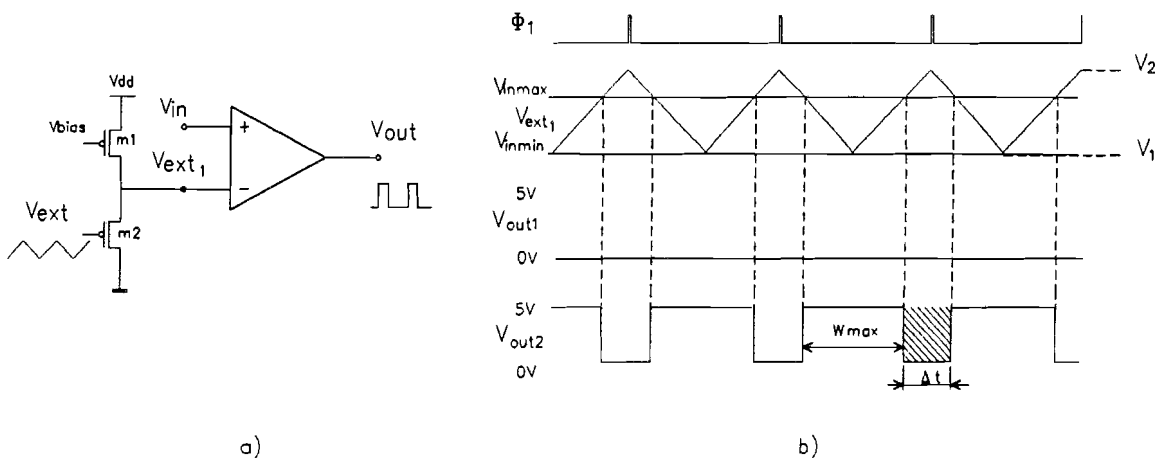 Vdd
Vbias
m1
Vin
+
Vext1
−
Vout
Vext
m2
a)
Φ1
V2
Vinmax
Vext1
Vinmin
V1
5V
Vout1
0V
5V
Wmax
Vout2
0V
Δt
b)